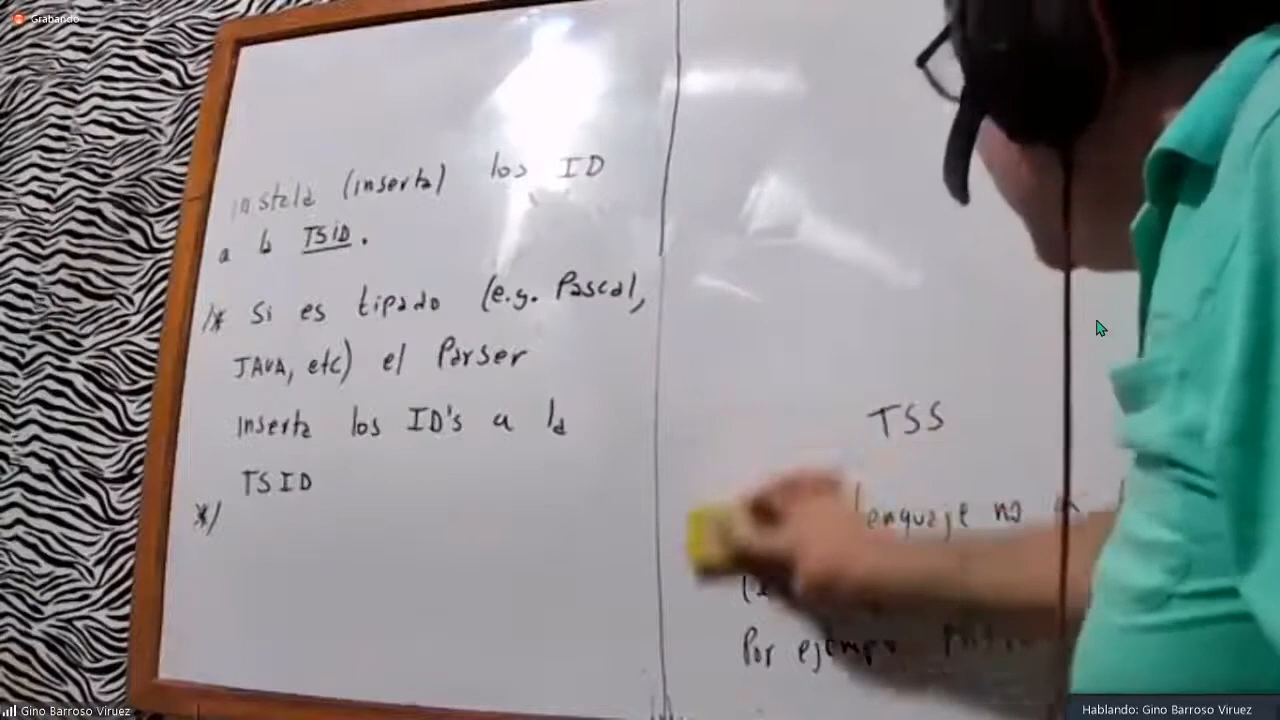 Grabando
instala (inserta) los ID
a la TSID.
/* Si es tipado (e.g. Pascal,
JAVA, etc) el Parser
inserta los ID's a la
TSID
*/
TSS
Lenguaje no
Por ejemplo
Gino Barroso Viruez
Hablando: Gino Barroso Viruez